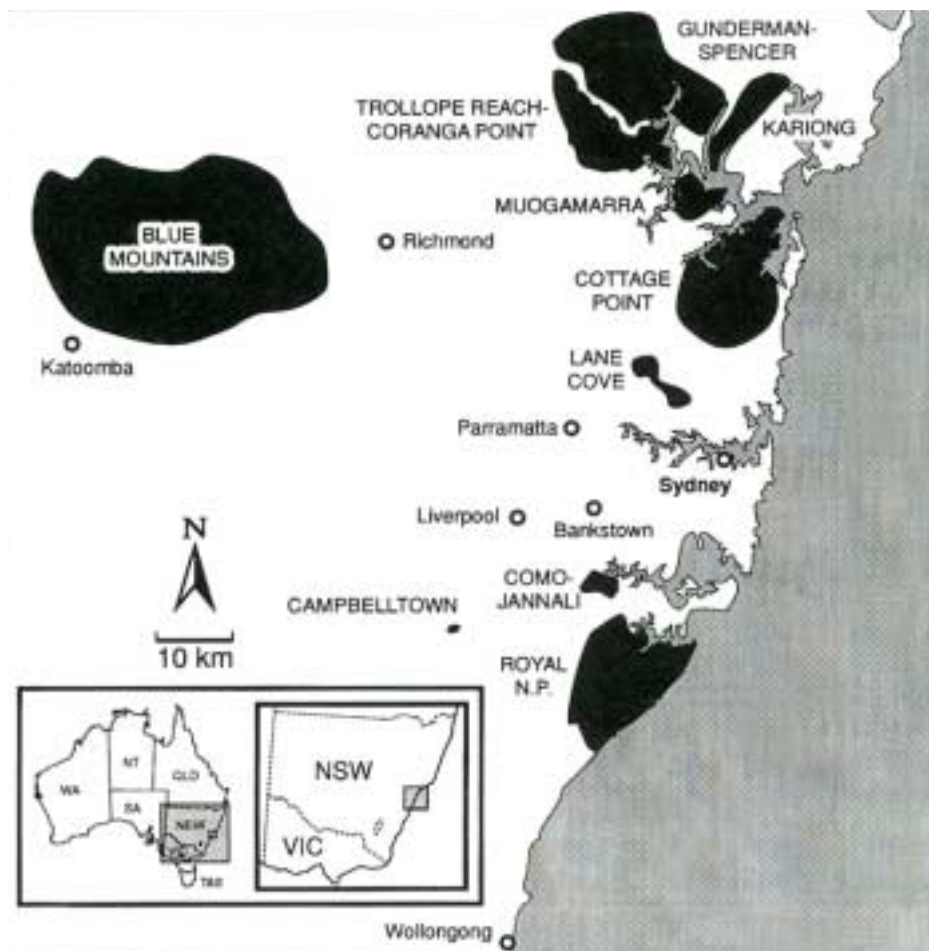 GUNDERMAN-
SPENCER
TROLLOPE REACH-
CORANGA POINT
KARIONG
MUOGAMARRA
BLUE
MOUNTAINS
Richmond
COTTAGE
POINT
Katoomba
LANE
COVE
Parramatta
Sydney
Liverpool
Bankstown
N
COMO-
JANNALI
CAMPBELLTOWN
10 km
ROYAL
N.P.
WA
NT
QLD
SA
NSW
TAS
NSW
VIC
Wollongong